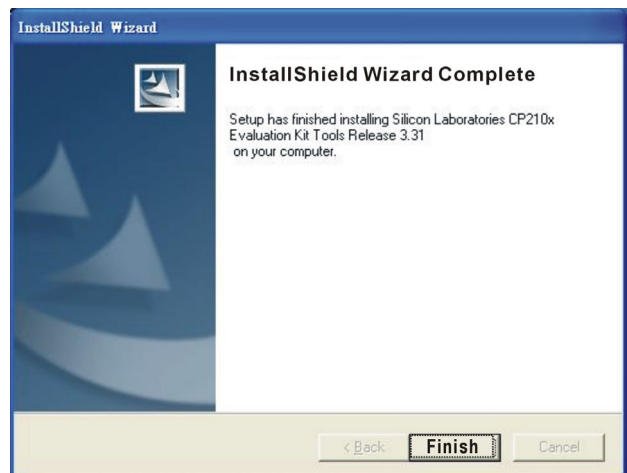 InstallShield Wizard
InstallShield Wizard Complete
Setup has finished installing Silicon Laboratories CP210x
Evaluation Kit Tools Release 3.31
on your computer.
< Back
Finish
Cancel